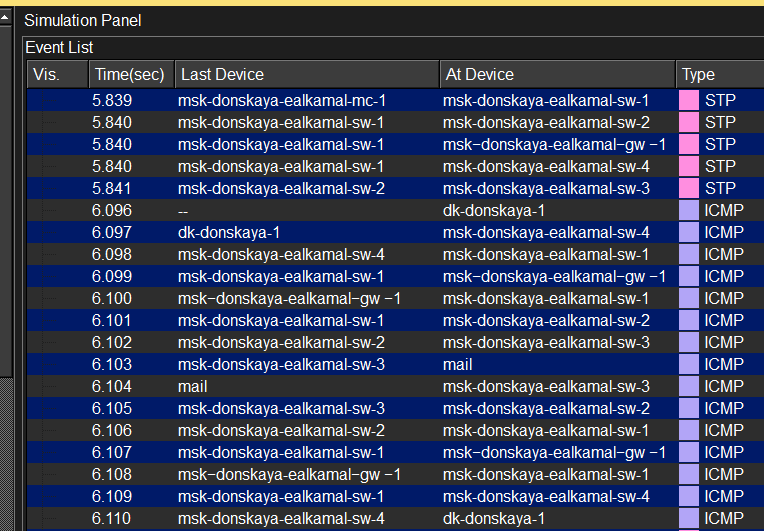 Simulation Panel
Event List
Vis. Time(sec) Last Device At Device Type
5.839 msk-donskaya-ealkamal-mc-1 msk-donskaya-ealkamal-sw-1 STP
5.840 msk-donskaya-ealkamal-sw-1 msk-donskaya-ealkamal-sw-2 STP
5.840 msk-donskaya-ealkamal-sw-1 msk−donskaya-ealkamal−gw −1 STP
5.840 msk-donskaya-ealkamal-sw-1 msk-donskaya-ealkamal-sw-4 STP
5.841 msk-donskaya-ealkamal-sw-2 msk-donskaya-ealkamal-sw-3 STP
6.096 -- dk-donskaya-1 ICMP
6.097 dk-donskaya-1 msk-donskaya-ealkamal-sw-4 ICMP
6.098 msk-donskaya-ealkamal-sw-4 msk-donskaya-ealkamal-sw-1 ICMP
6.099 msk-donskaya-ealkamal-sw-1 msk−donskaya-ealkamal−gw −1 ICMP
6.100 msk−donskaya-ealkamal−gw −1 msk-donskaya-ealkamal-sw-1 ICMP
6.101 msk-donskaya-ealkamal-sw-1 msk-donskaya-ealkamal-sw-2 ICMP
6.102 msk-donskaya-ealkamal-sw-2 msk-donskaya-ealkamal-sw-3 ICMP
6.103 msk-donskaya-ealkamal-sw-3 mail ICMP
6.104 mail msk-donskaya-ealkamal-sw-3 ICMP
6.105 msk-donskaya-ealkamal-sw-3 msk-donskaya-ealkamal-sw-2 ICMP
6.106 msk-donskaya-ealkamal-sw-2 msk-donskaya-ealkamal-sw-1 ICMP
6.107 msk-donskaya-ealkamal-sw-1 msk−donskaya-ealkamal−gw −1 ICMP
6.108 msk−donskaya-ealkamal−gw −1 msk-donskaya-ealkamal-sw-1 ICMP
6.109 msk-donskaya-ealkamal-sw-1 msk-donskaya-ealkamal-sw-4 ICMP
6.110 msk-donskaya-ealkamal-sw-4 dk-donskaya-1 ICMP